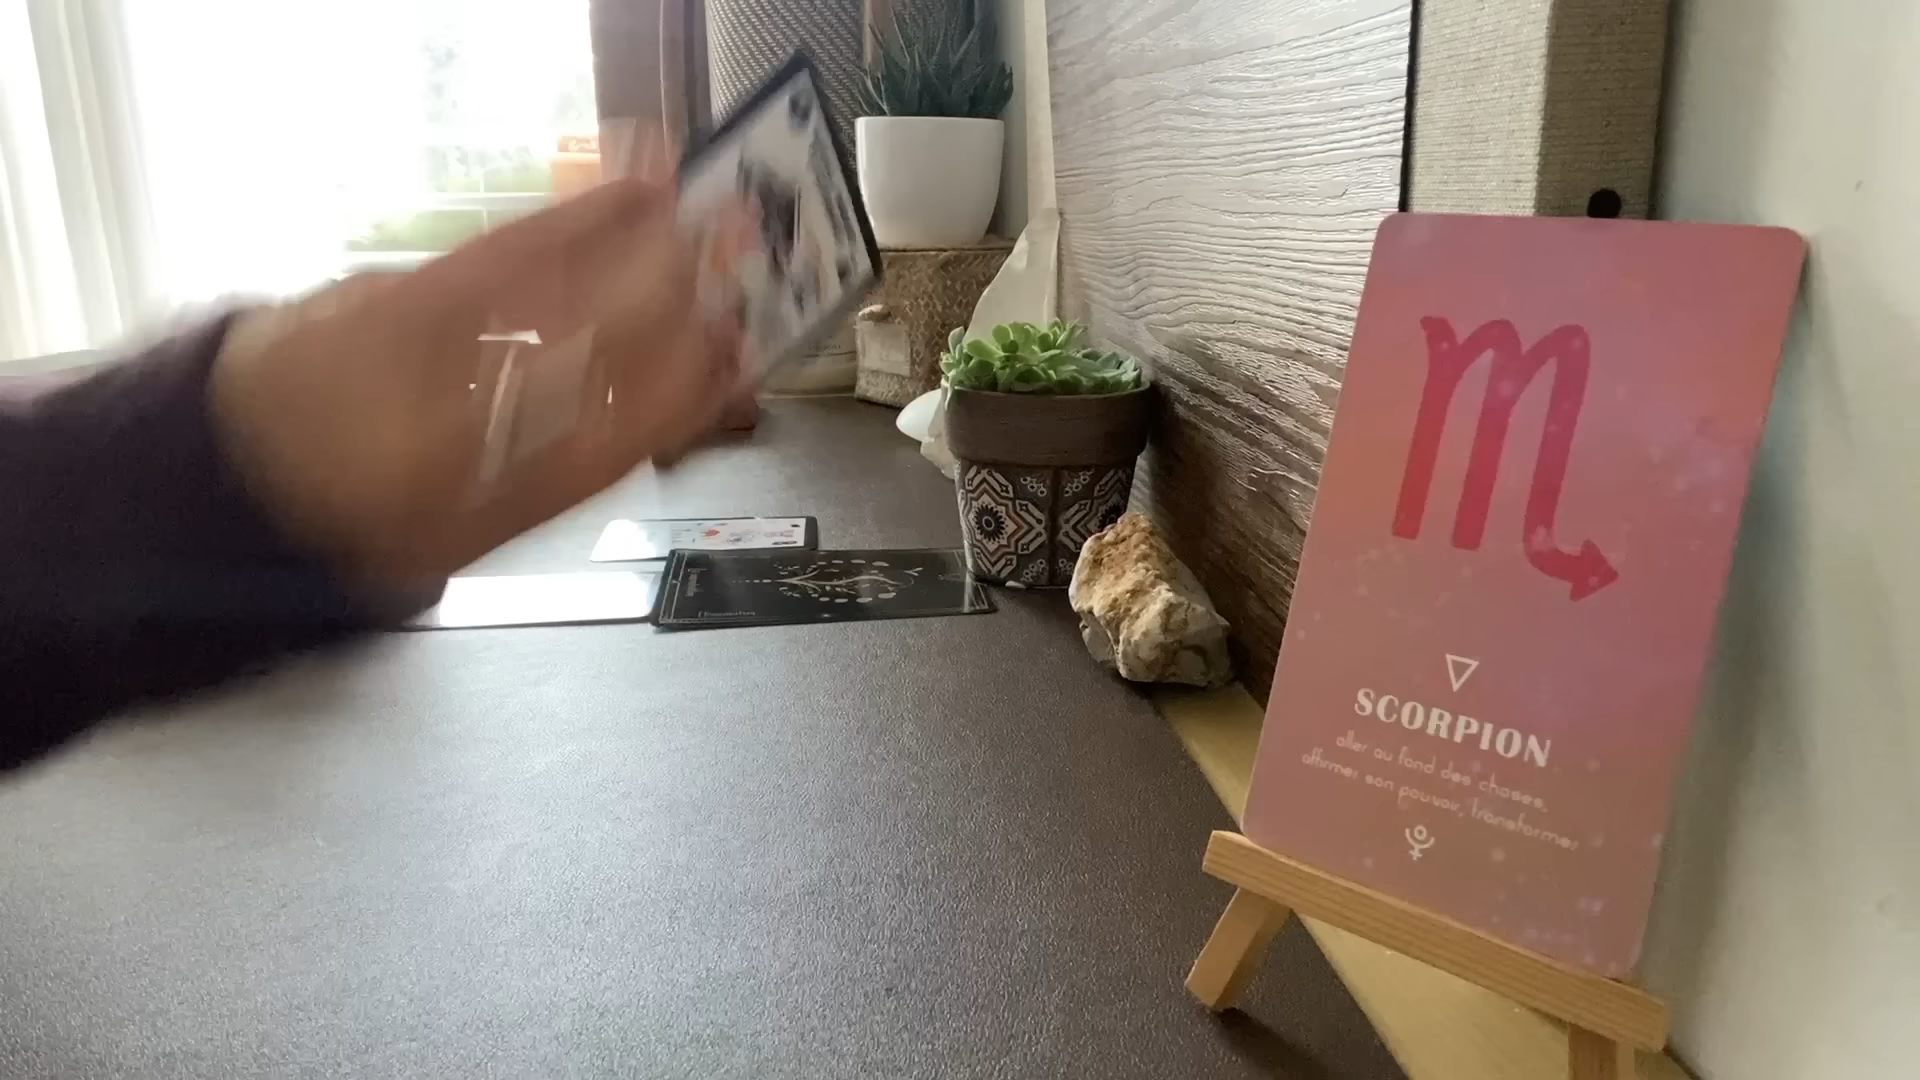 SCORPION
aller au fond des choses,
affirmer son pouvoir, transformer